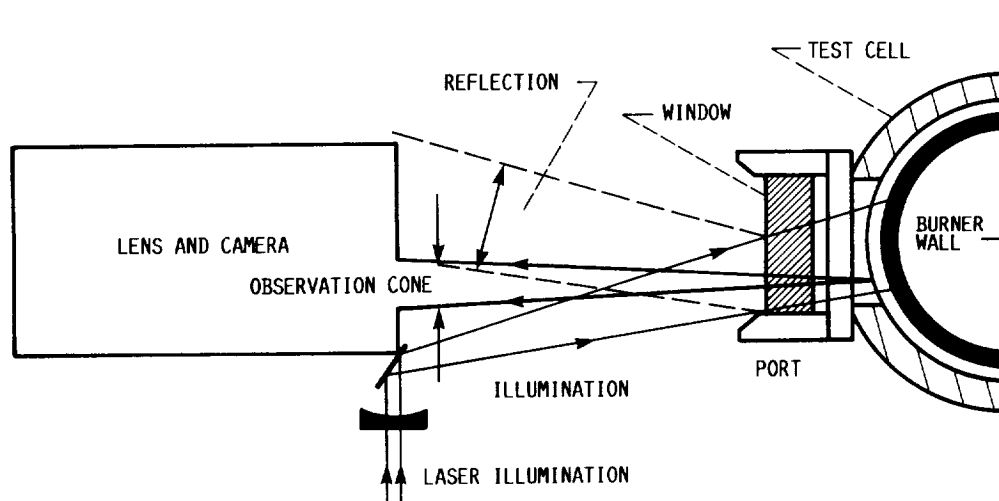 TEST CELL
REFLECTION
WINDOW
BURNER
WALL
LENS AND CAMERA
OBSERVATION CONE
PORT
ILLUMINATION
LASER ILLUMINATION